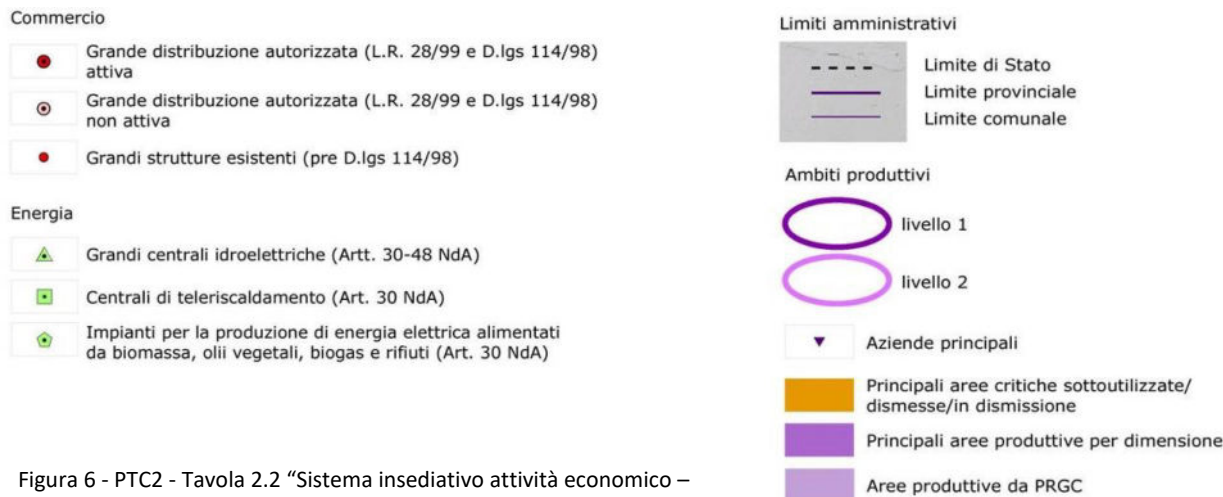 Commercio
Grande distribuzione autorizzata (L.R. 28/99 e D.lgs 114/98)
attiva
Grande distribuzione autorizzata (L.R. 28/99 e D.lgs 114/98)
non attiva
Grandi strutture esistenti (pre D.lgs 114/98)
Energia
Grandi centrali idroelettriche (Artt. 30-48 NdA)
Centrali di teleriscaldamento (Art. 30 NdA)
Impianti per la produzione di energia elettrica alimentati
da biomassa, olii vegetali, biogas e rifiuti (Art. 30 NdA)
Figura 6 - PTC2 - Tavola 2.2 “Sistema insediativo attività economico –
Limiti amministrativi
Limite di Stato
Limite provinciale
Limite comunale
Ambiti produttivi
livello 1
livello 2
Aziende principali
Principali aree critiche sottoutilizzate/
dismesse/in dismissione
Principali aree produttive per dimensione
Aree produttive da PRGC